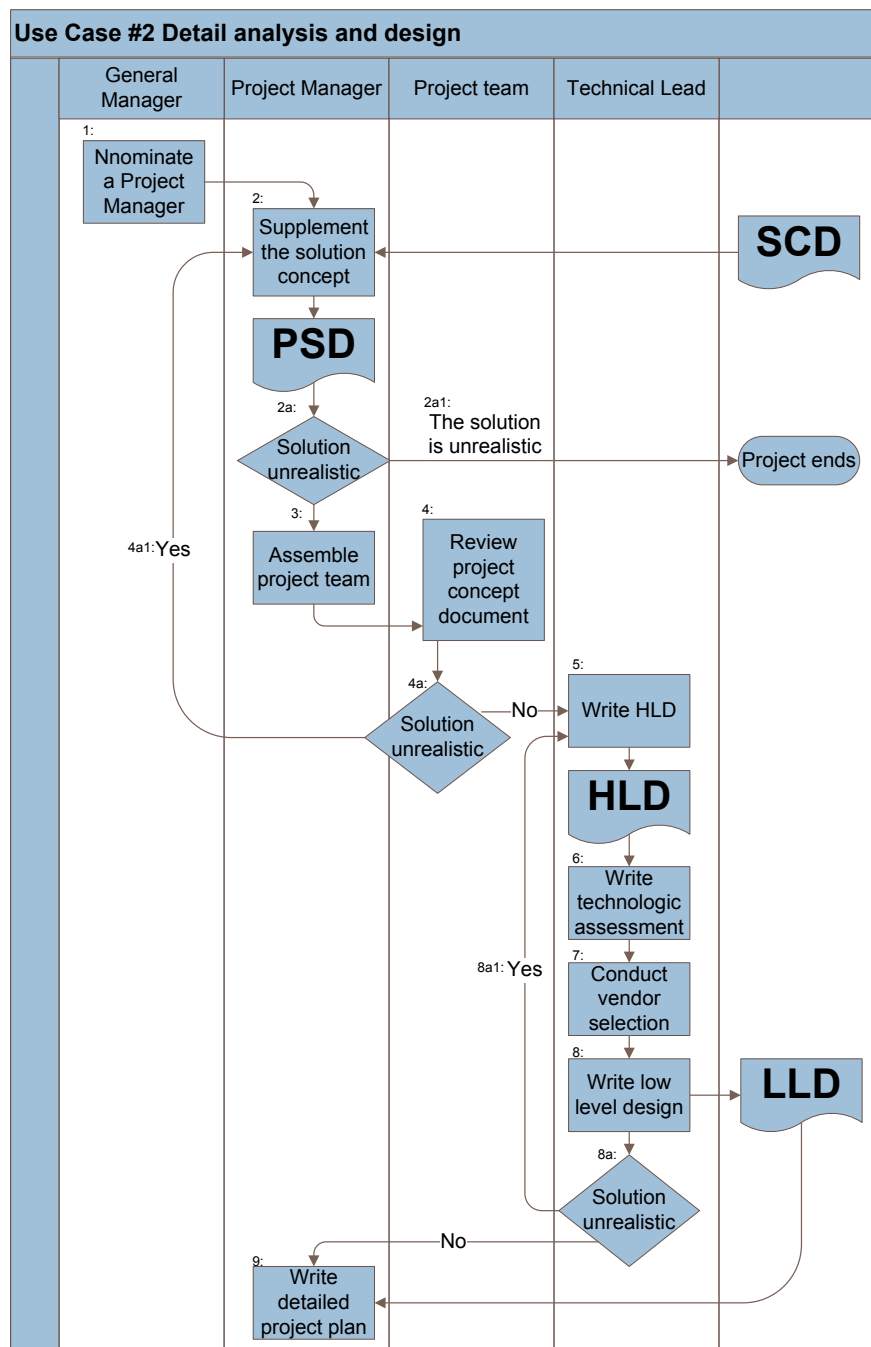 Use Case #2 Detail analysis and design
General
Manager
Project Manager
Project team
Technical Lead
1:
Nnominate
a Project
Manager
2:
Supplement
the solution
concept
SCD
PSD
2a:
Solution
unrealistic
2a1:
The solution
is unrealistic
Project ends
3:
Assemble
project team
4:
Review
project
concept
document
4a1:Yes
4a:
Solution
unrealistic
No
5:
Write HLD
HLD
6:
Write
technologic
assessment
7:
Conduct
vendor
selection
8a1:Yes
8:
Write low
level design
LLD
8a:
Solution
unrealistic
No
9:
Write
detailed
project plan